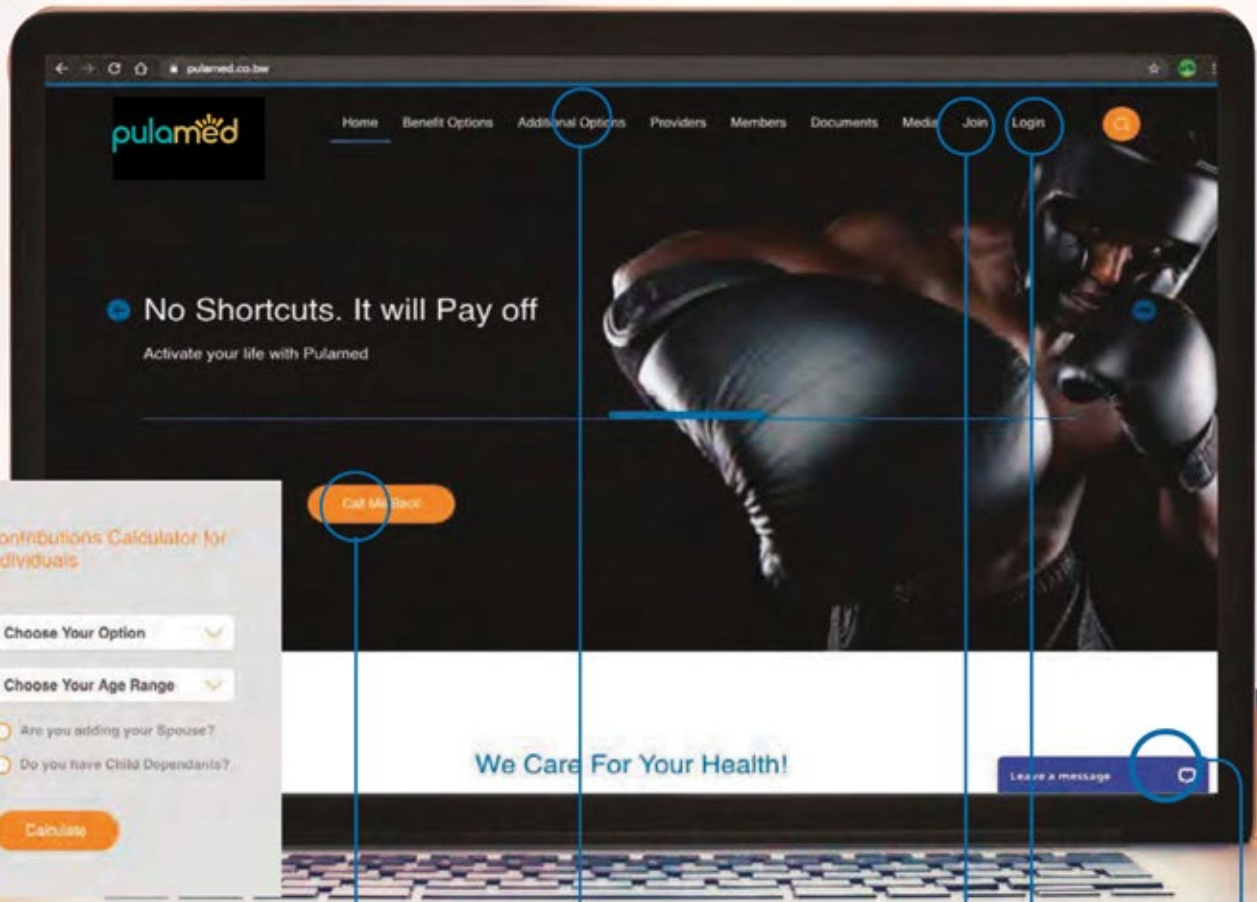 pulamed.co.bw
pulamed
Home Benefit Options Additional Options Providers Members Documents Media Join Login
No Shortcuts. It will Pay off
Activate your life with Pulamed
Call Me Back
Contributions Calculator for
Individuals
Choose Your Option
Choose Your Age Range
Are you adding your Spouse?
Do you have Child Dependants?
Calculate
We Care For Your Health!
Leave a message